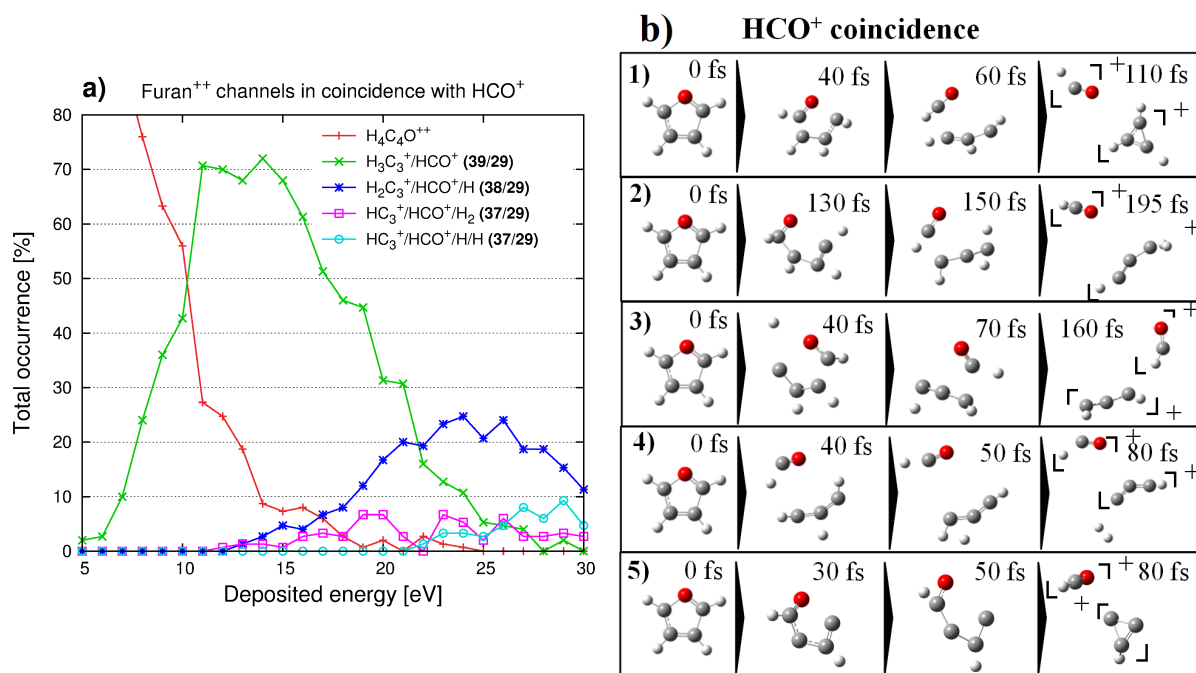 b) HCO⁺ coincidence
a) Furan⁺⁺ channels in coincidence with HCO⁺
Total occurrence [%]
80
70
60
50
40
30
20
10
0
5
10
15
20
25
30
Deposited energy [eV]
H₄C₄O⁺⁺
H₃C₃⁺/HCO⁺ (39/29)
H₂C₃⁺/HCO⁺/H (38/29)
HC₃⁺/HCO⁺/H₂ (37/29)
HC₃⁺/HCO⁺/H/H (37/29)
1) 0 fs 40 fs 60 fs + 110 fs
+
2) 0 fs 130 fs 150 fs + 195 fs
+
3) 0 fs 40 fs 70 fs 160 fs +
+
4) 0 fs 40 fs 50 fs + 80 fs
+
5) 0 fs 30 fs 50 fs + 80 fs
+